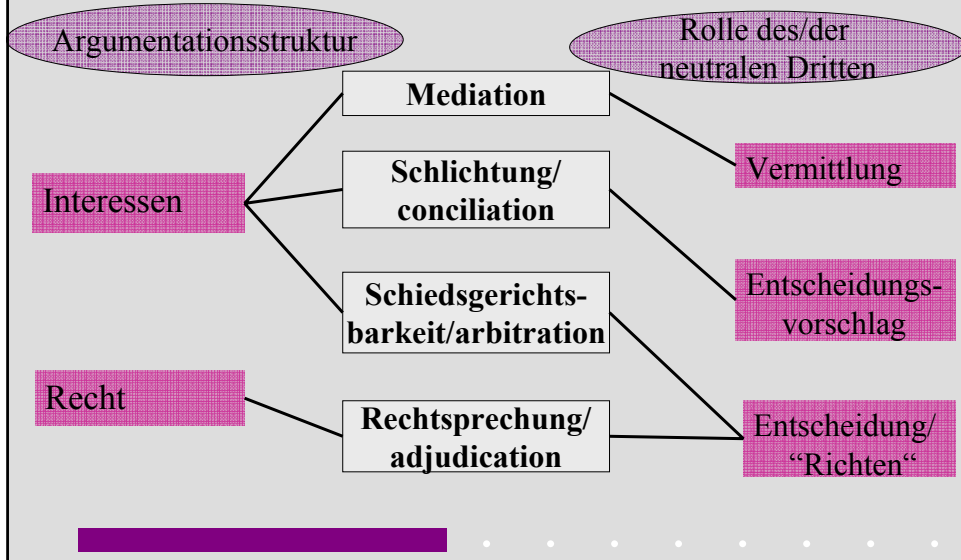 Argumentationsstruktur
Rolle des/der
neutralen Dritten
Mediation
Schlichtung/
conciliation
Schiedsgerichts-
barkeit/arbitration
Rechtsprechung/
adjudication
Interessen
Recht
Vermittlung
Entscheidungs-
vorschlag
Entscheidung/
“Richten“